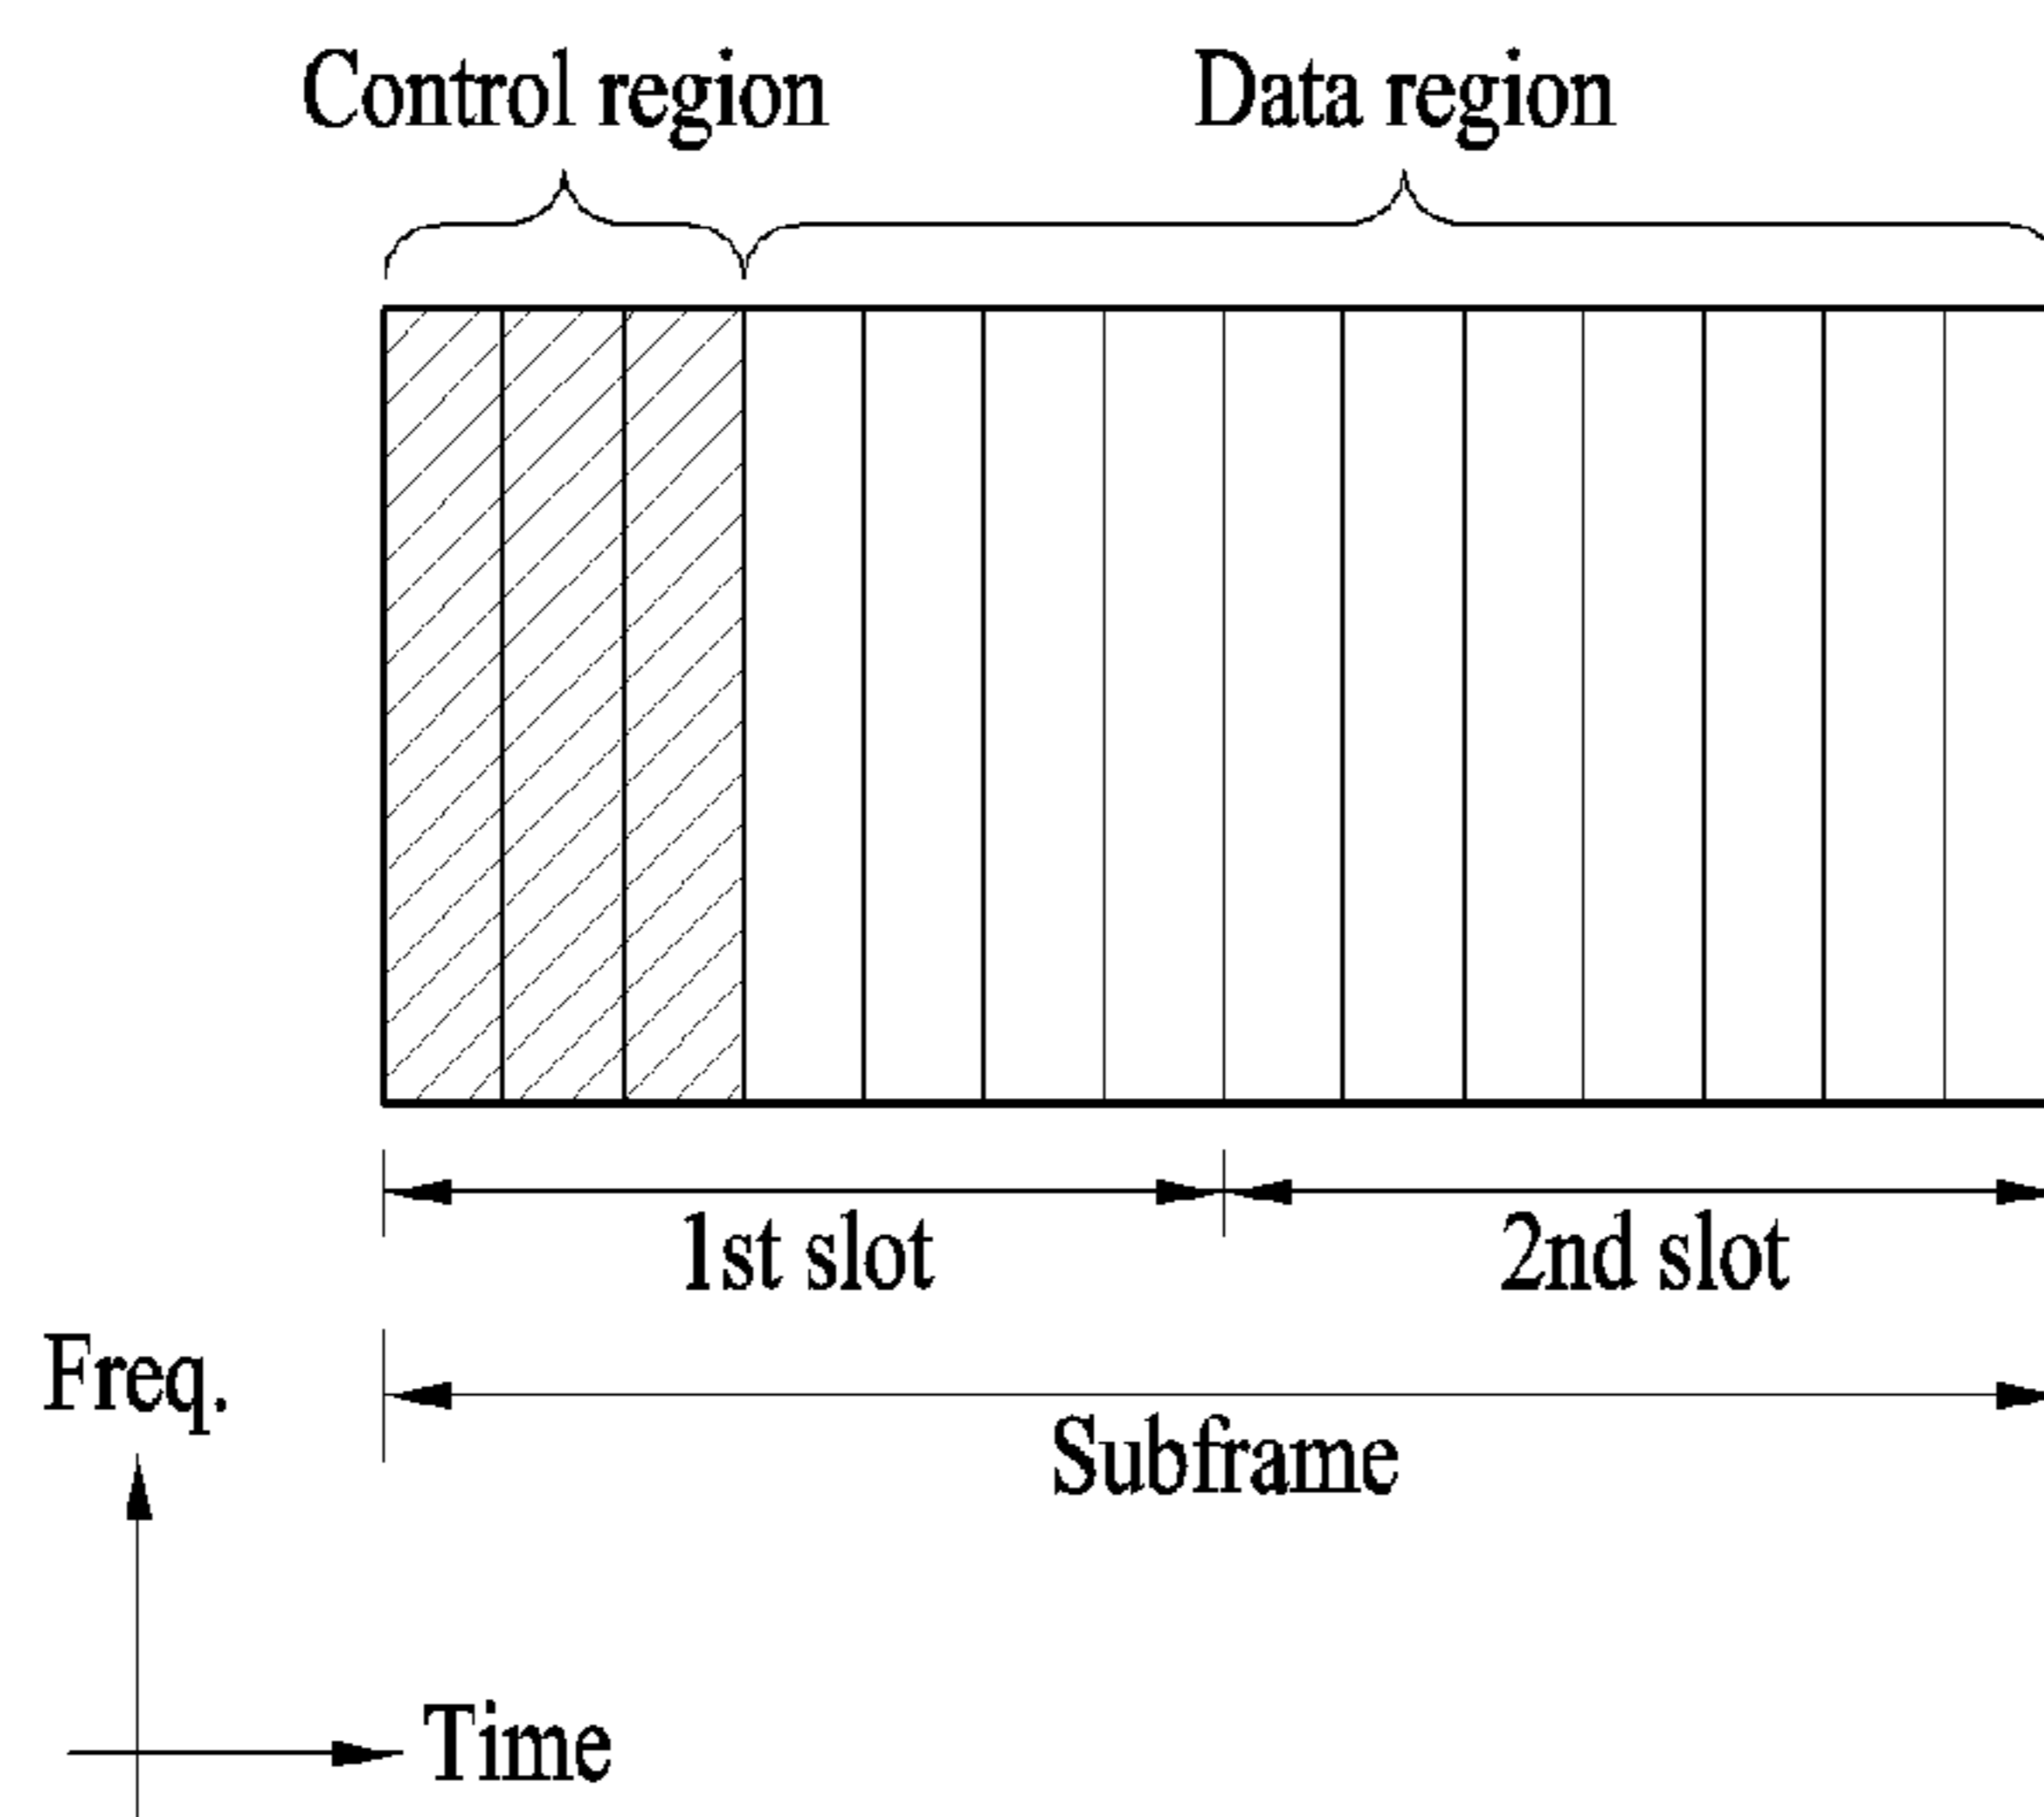 Control region
Data region
1st slot
2nd slot
Subframe
Freq.
Time